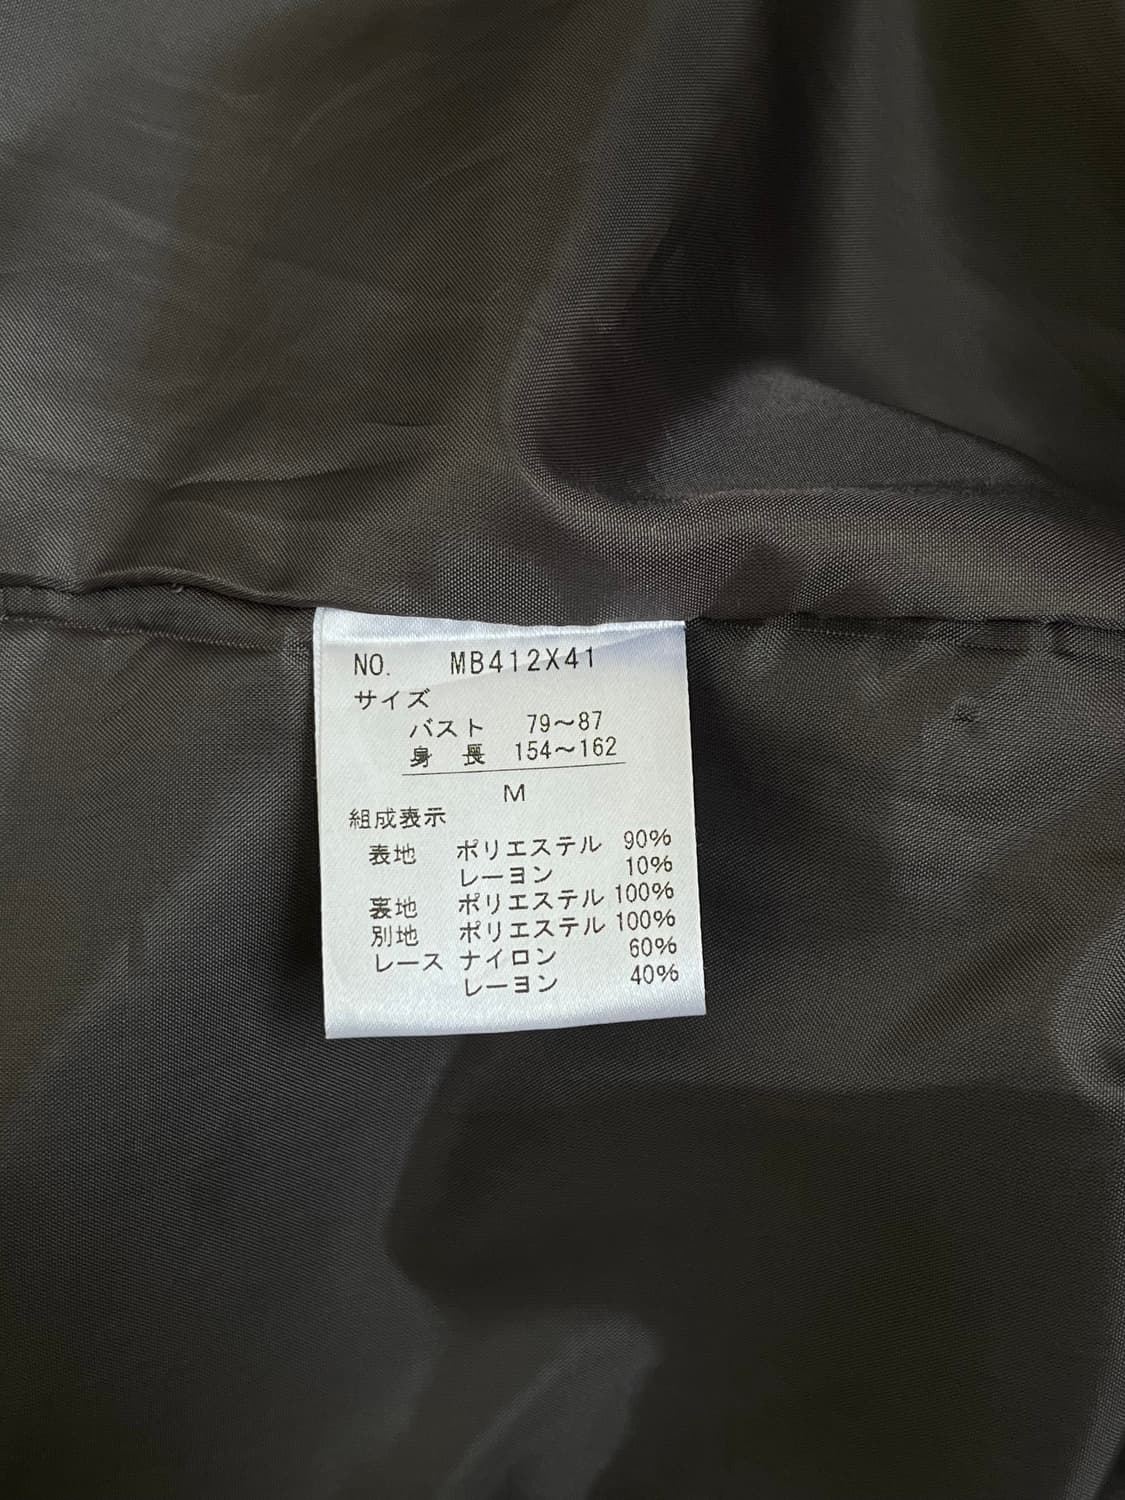 NO. MB412X41
サイズ
バスト 79～87
身長 154～162
M
組成表示
表地 ポリエステル 90%
レーヨン 10%
裏地 ポリエステル 100%
別地 ポリエステル 100%
レース ナイロン 60%
レーヨン 40%